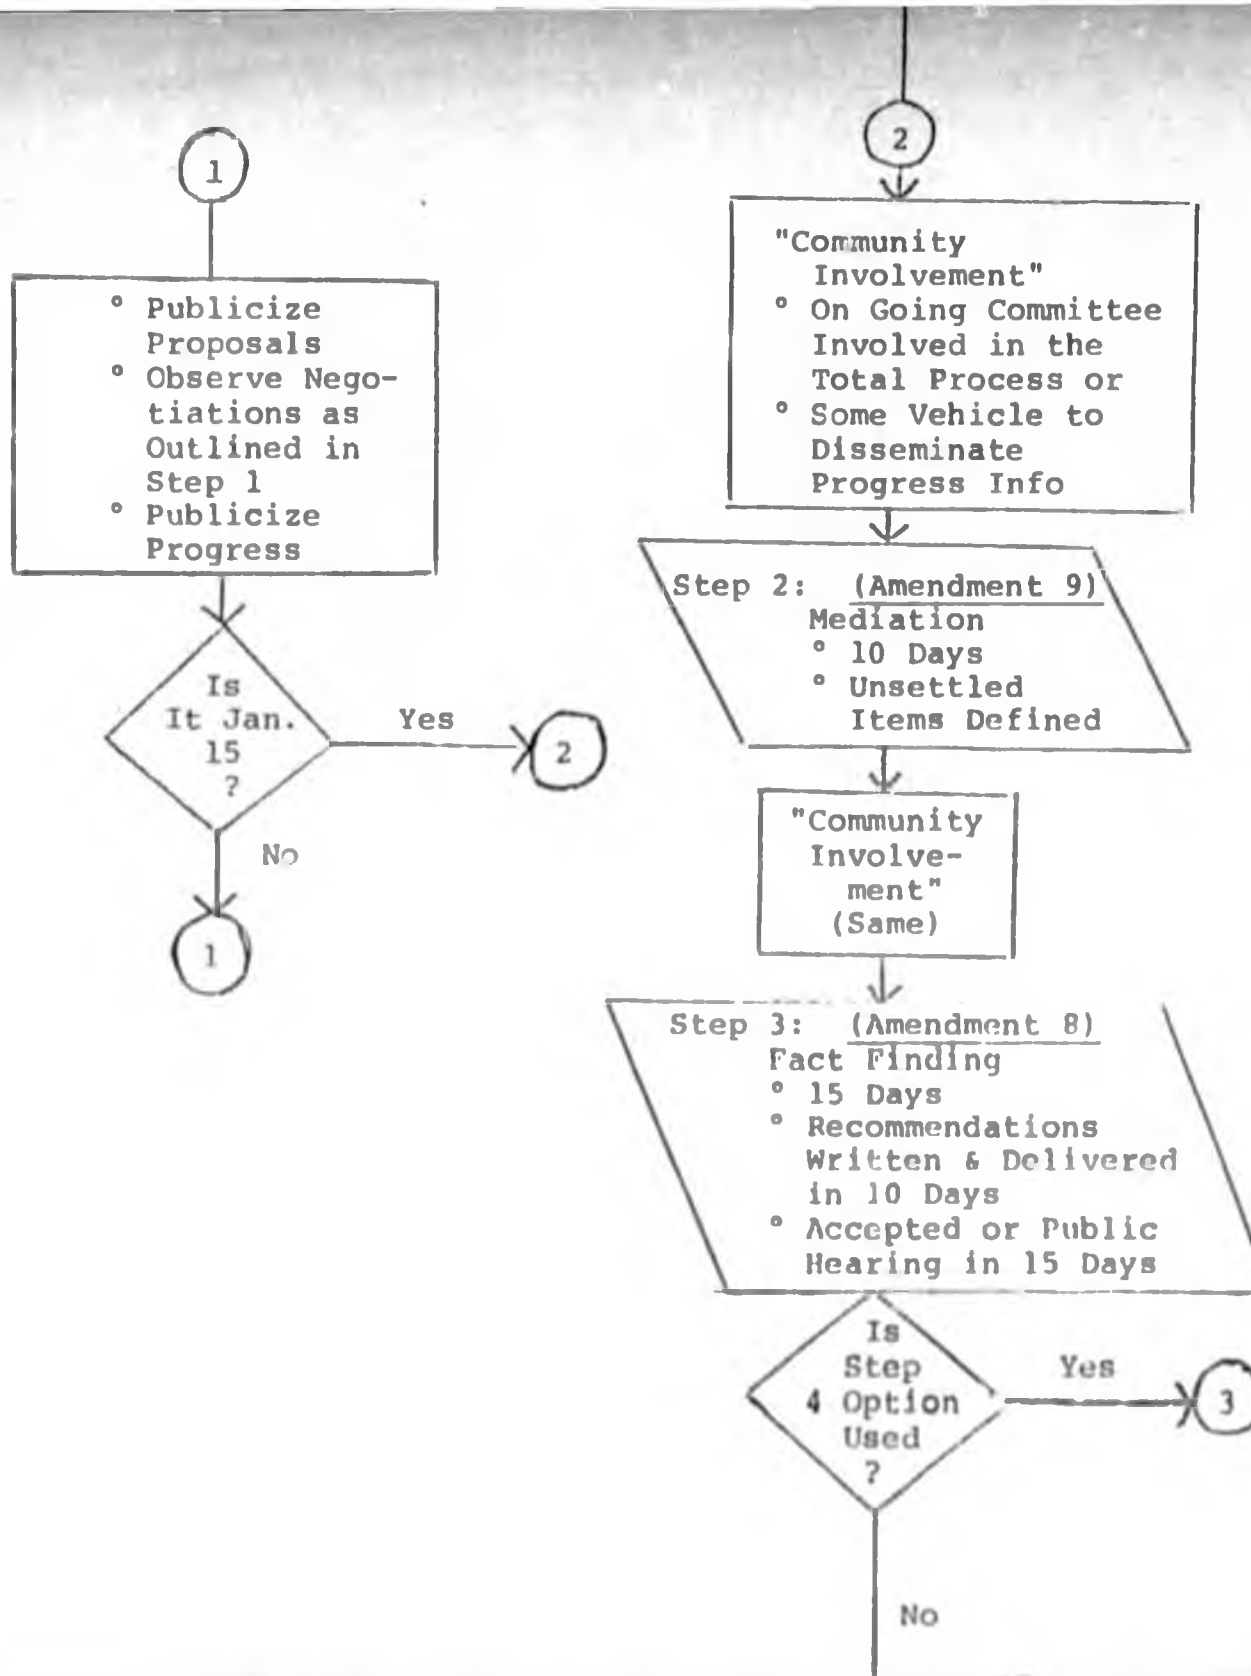 1
° Publicize
Proposals
° Observe Nego-
tiations as
Outlined in
Step 1
° Publicize
Progress
Is
It Jan.
15
?
Yes
2
No
1
2
"Community
Involvement"
° On Going Committee
Involved in the
Total Process or
° Some Vehicle to
Disseminate
Progress Info
Step 2: (Amendment 9)
Mediation
° 10 Days
° Unsettled
Items Defined
"Community
Involve-
ment"
(Same)
Step 3: (Amendment 8)
Fact Finding
° 15 Days
° Recommendations
Written & Delivered
in 10 Days
° Accepted or Public
Hearing in 15 Days
Is
Step
4 Option
Used
?
Yes
3
No